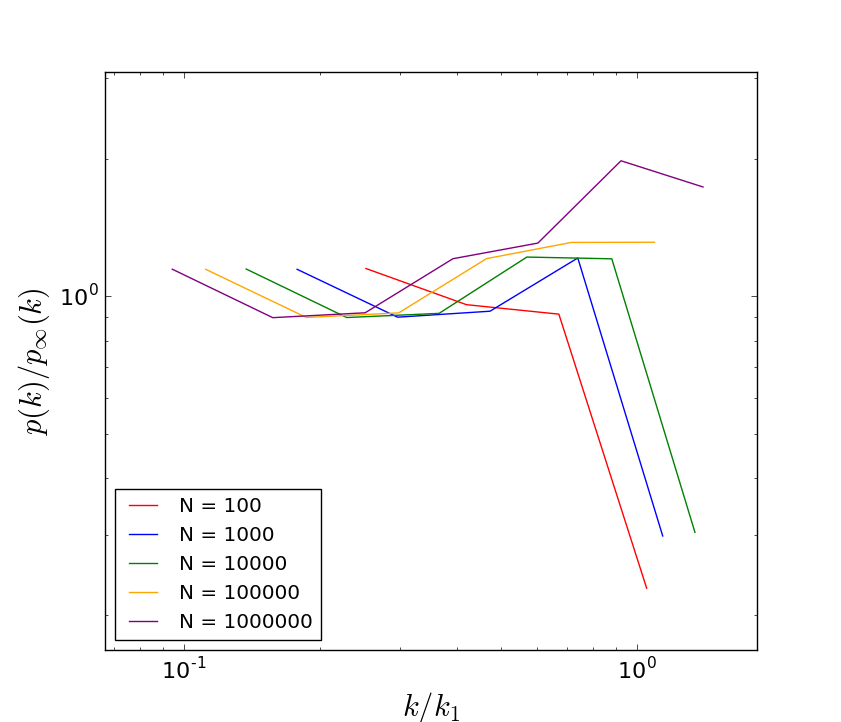 p(k)/p∞(k)
10⁰
N = 100
N = 1000
N = 10000
N = 100000
N = 1000000
10⁻¹
10⁰
k/k₁